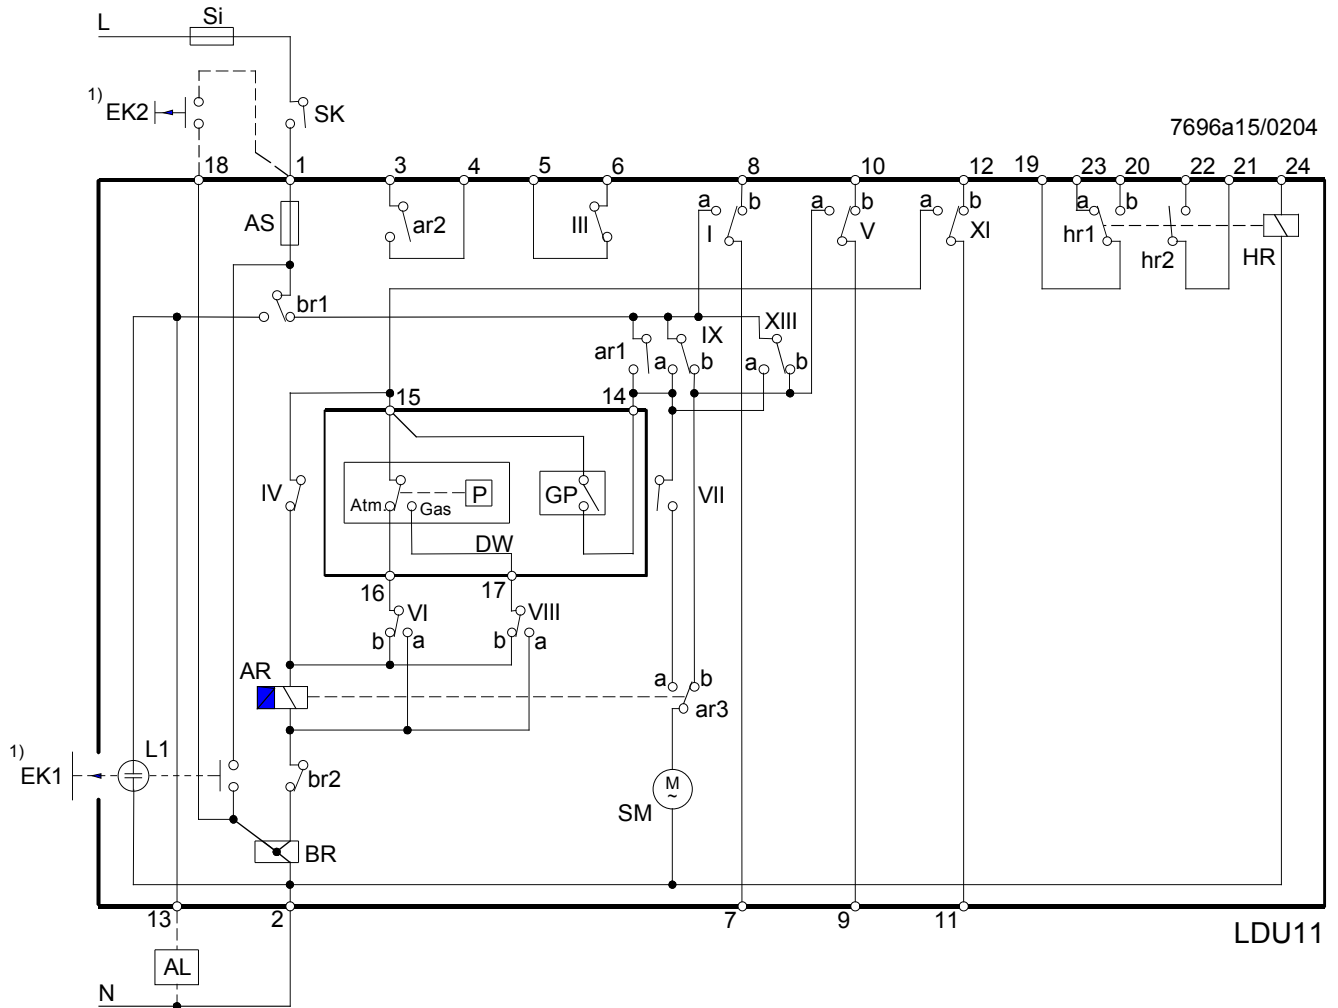 L
Si
1)
EK2
SK
7696a15/0204
18 1 3 4 5 6 8 10 12 19 23 20 22 21 24
AS
ar2
III
a b
I
a b
V
a b
XI
a b
hr1
hr2
HR
br1
ar1
a
IX
b
XIII
a b
15
14
IV
Atm.
Gas
P
GP
VII
DW
16
17
VI
b a
VIII
b a
AR
a b
ar3
1)
EK1
L1
br2
M
~
SM
BR
13 2 7 9 11
LDU11
AL
N